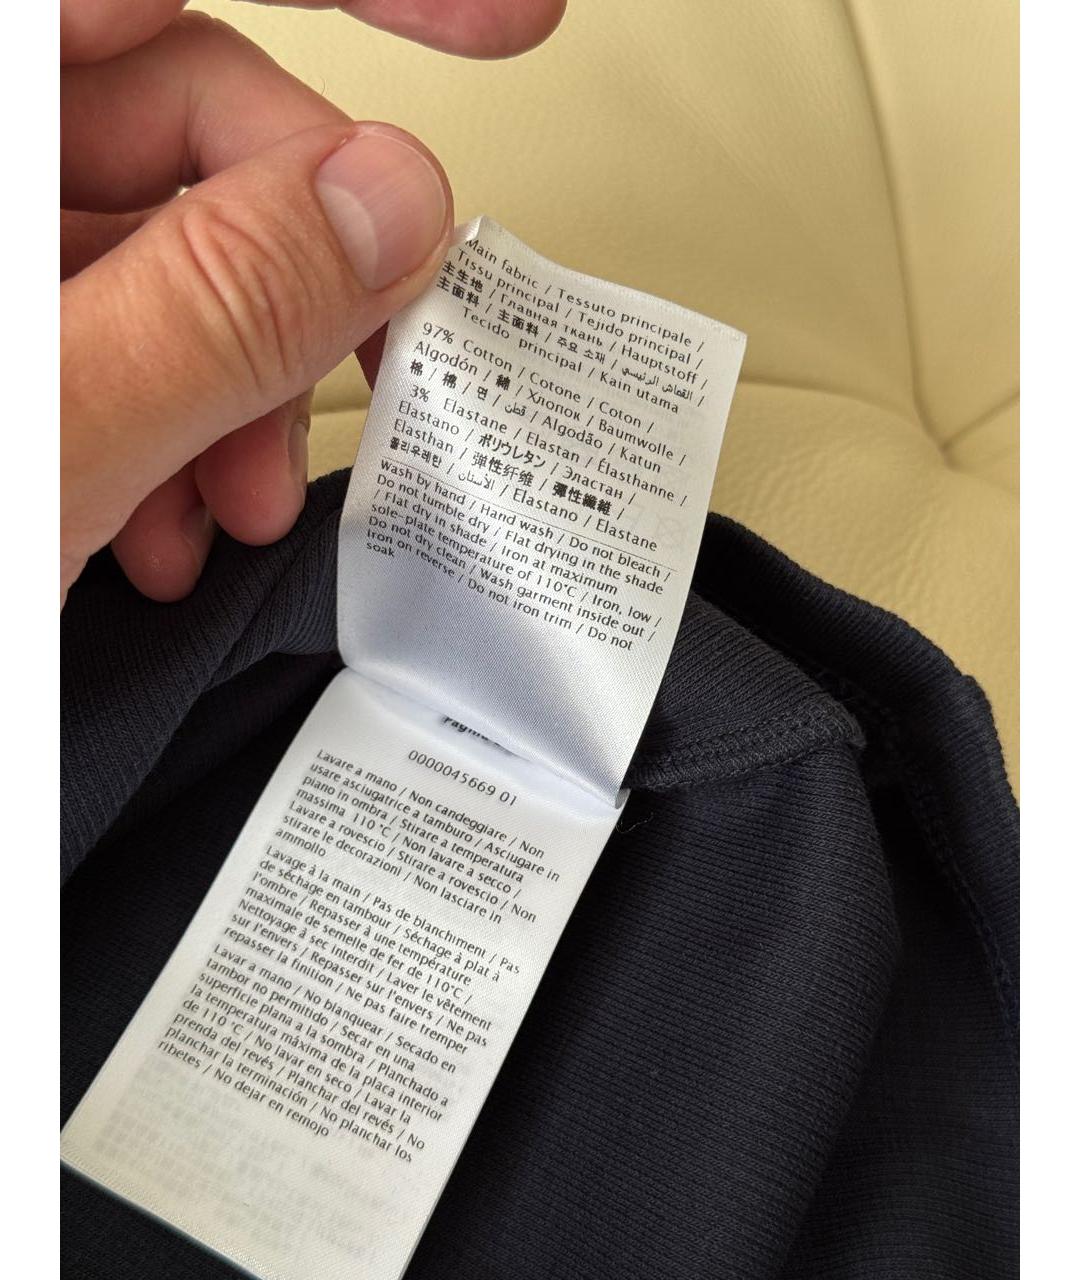 Main fabric / Tessuto principale /
Tissu principal / Tejido principal /
主生地 / Главная ткань / Hauptstoff /
主面料 / 主面料 / 주요 소재 / القماش الرئيسي /
Tecido principal / Kain utama
97% Cotton / Cotone / Coton /
Algodón / 綿 / Хлопок / Baumwolle /
棉 / 棉 / 면 / قطن / Algodão / Katun
3% Elastane / Elastan / Élasthanne /
Elastano / ポリウレタン / Эластан /
Elasthan / 弹性纤维 / 彈性纖維 /
폴리우레탄 / الأستان / Elastano / Elastane
Wash by hand / Hand wash / Do not bleach /
Do not tumble dry / Flat drying in the shade
/ Flat dry in shade / Iron at maximum
sole-plate temperature of 110°C / Iron, low /
Do not dry clean / Wash garment inside out /
Iron on reverse / Do not iron trim / Do not
soak
0000045669 01
Lavare a mano / Non candeggiare / Non
usare asciugatrice a tamburo / Asciugare in
piano in ombra / Stirare a temperatura
massima 110°C / Non lavare a secco /
Lavare a rovescio / Stirare a rovescio / Non
stirare le decorazioni / Non lasciare in
ammollo
Lavage à la main / Pas de blanchiment / Pas
de séchage en tambour / Séchage à plat à
l'ombre / Repasser à une température
maximale de semelle de fer de 110°C /
Nettoyage à sec interdit / Laver le vêtement
sur l'envers / Repasser sur l'envers / Ne pas
repasser la finition / Ne pas faire tremper
Lavar a mano / No blanquear / Secado en
tambor no permitido / Secar en una
superficie plana a la sombra / Planchado a
la temperatura máxima de la placa interior
de 110°C / No lavar en seco / Lavar la
prenda del revés / Planchar del revés / No
planchar la terminación / No planchar los
ribetes / No dejar en remojo